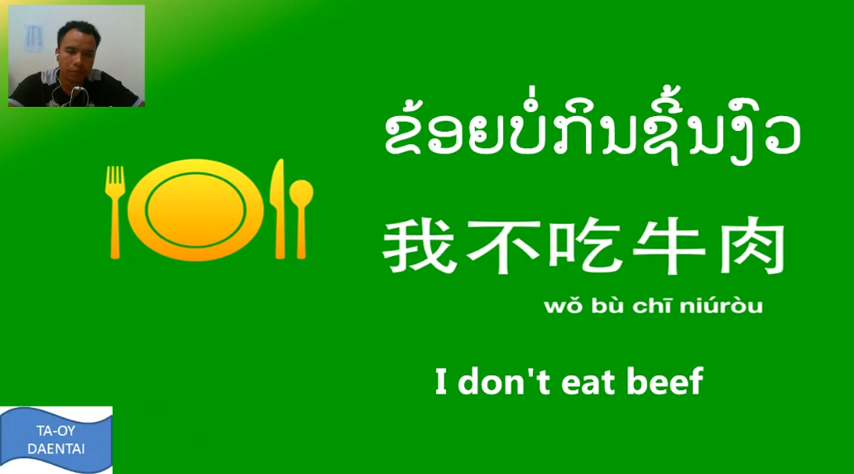 ຂ້ອຍບໍ່ກິນຊີ້ນງົວ
我不吃牛肉
wǒ bù chī niúròu
I don't eat beef
TA-OY
DAENTAI